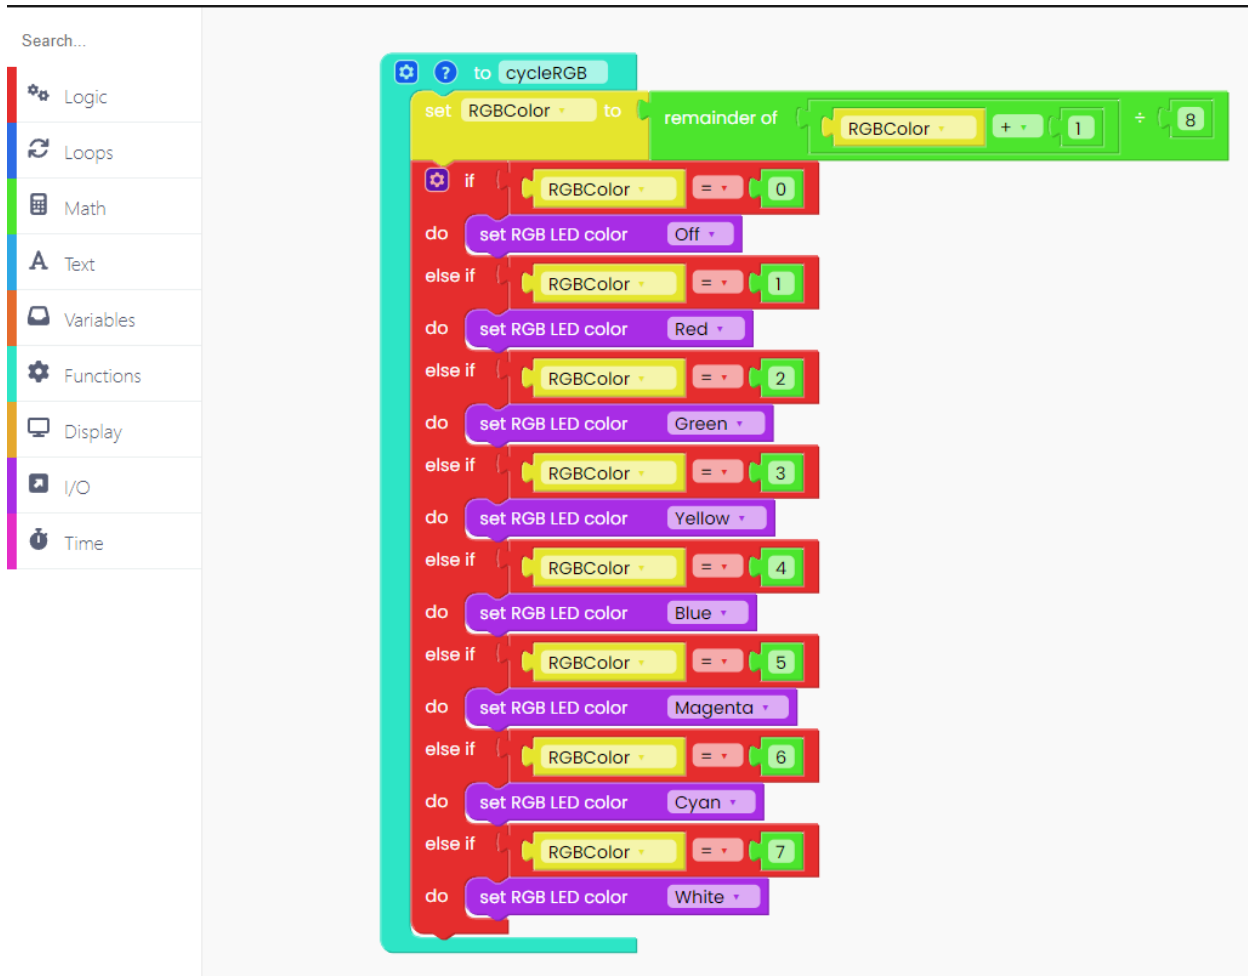 Search...
Logic
Loops
Math
Text
Variables
Functions
Display
I/O
Time
? to cycleRGB
set RGBColor to remainder of RGBColor + 1 ÷ 8
if RGBColor = 0
do set RGB LED color Off
else if RGBColor = 1
do set RGB LED color Red
else if RGBColor = 2
do set RGB LED color Green
else if RGBColor = 3
do set RGB LED color Yellow
else if RGBColor = 4
do set RGB LED color Blue
else if RGBColor = 5
do set RGB LED color Magenta
else if RGBColor = 6
do set RGB LED color Cyan
else if RGBColor = 7
do set RGB LED color White